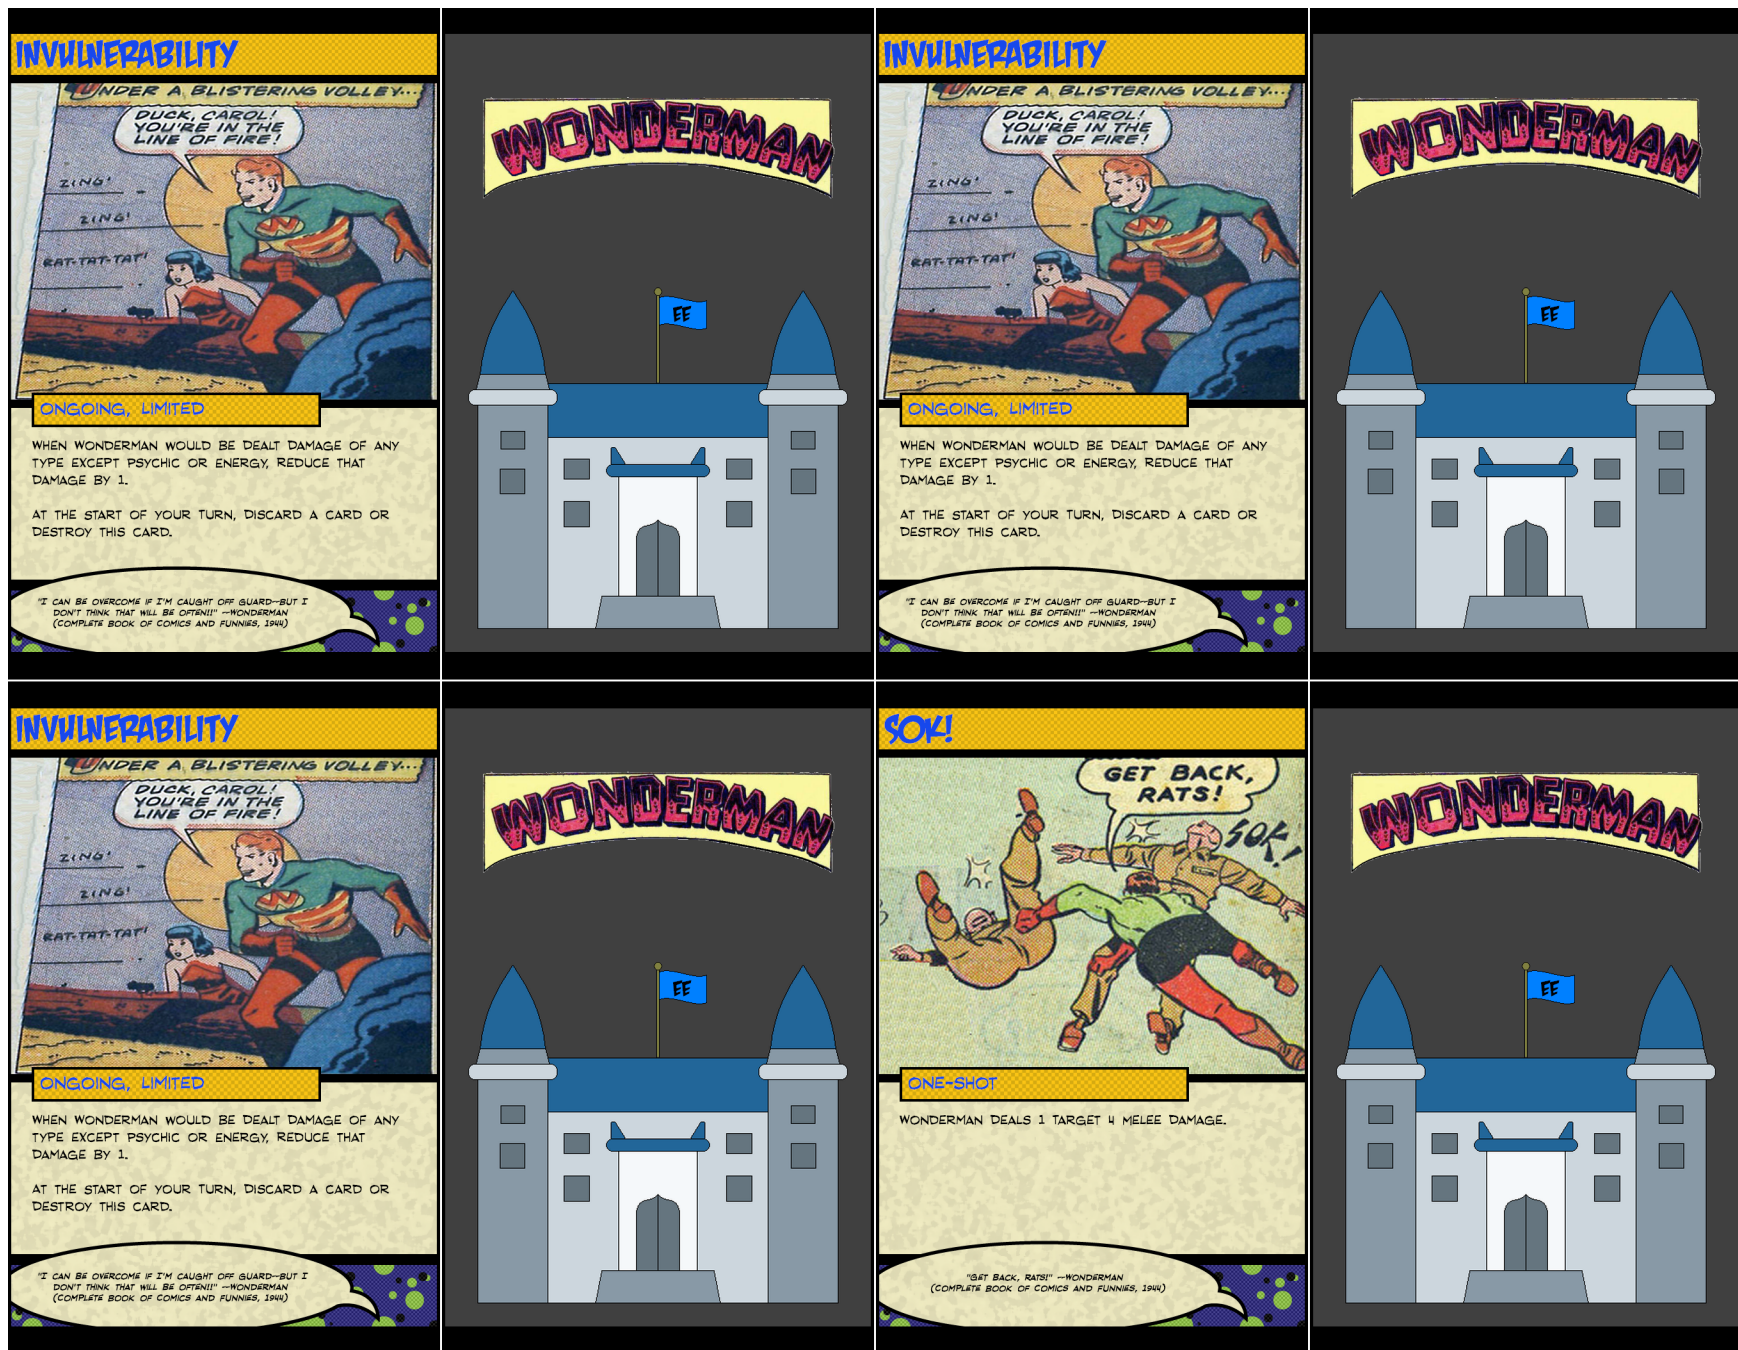 INVULNERABILITY
UNDER A BLISTERING VOLLEY...
DUCK, CAROL!
YOU'RE IN THE
LINE OF FIRE!
ZING!
ZING!
RAT-TAT-TAT!
W
ONGOING, LIMITED
WHEN WONDERMAN WOULD BE DEALT DAMAGE OF ANY
TYPE EXCEPT PSYCHIC OR ENERGY, REDUCE THAT
DAMAGE BY 1.
AT THE START OF YOUR TURN, DISCARD A CARD OR
DESTROY THIS CARD.
"I CAN BE OVERCOME IF I'M CAUGHT OFF GUARD--BUT I
DON'T THINK THAT WILL BE OFTEN!!" --WONDERMAN
(COMPLETE BOOK OF COMICS AND FUNNIES, 1944)
WONDERMAN
EE
INVULNERABILITY
UNDER A BLISTERING VOLLEY...
DUCK, CAROL!
YOU'RE IN THE
LINE OF FIRE!
ZING!
ZING!
RAT-TAT-TAT!
W
ONGOING, LIMITED
WHEN WONDERMAN WOULD BE DEALT DAMAGE OF ANY
TYPE EXCEPT PSYCHIC OR ENERGY, REDUCE THAT
DAMAGE BY 1.
AT THE START OF YOUR TURN, DISCARD A CARD OR
DESTROY THIS CARD.
"I CAN BE OVERCOME IF I'M CAUGHT OFF GUARD--BUT I
DON'T THINK THAT WILL BE OFTEN!!" --WONDERMAN
(COMPLETE BOOK OF COMICS AND FUNNIES, 1944)
WONDERMAN
EE
INVULNERABILITY
UNDER A BLISTERING VOLLEY...
DUCK, CAROL!
YOU'RE IN THE
LINE OF FIRE!
ZING!
ZING!
RAT-TAT-TAT!
W
ONGOING, LIMITED
WHEN WONDERMAN WOULD BE DEALT DAMAGE OF ANY
TYPE EXCEPT PSYCHIC OR ENERGY, REDUCE THAT
DAMAGE BY 1.
AT THE START OF YOUR TURN, DISCARD A CARD OR
DESTROY THIS CARD.
"I CAN BE OVERCOME IF I'M CAUGHT OFF GUARD--BUT I
DON'T THINK THAT WILL BE OFTEN!!" --WONDERMAN
(COMPLETE BOOK OF COMICS AND FUNNIES, 1944)
WONDERMAN
EE
SOK!
GET BACK,
RATS!
SOK!
ONE-SHOT
WONDERMAN DEALS 1 TARGET 4 MELEE DAMAGE.
"GET BACK, RATS!" --WONDERMAN
(COMPLETE BOOK OF COMICS AND FUNNIES, 1944)
WONDERMAN
EE